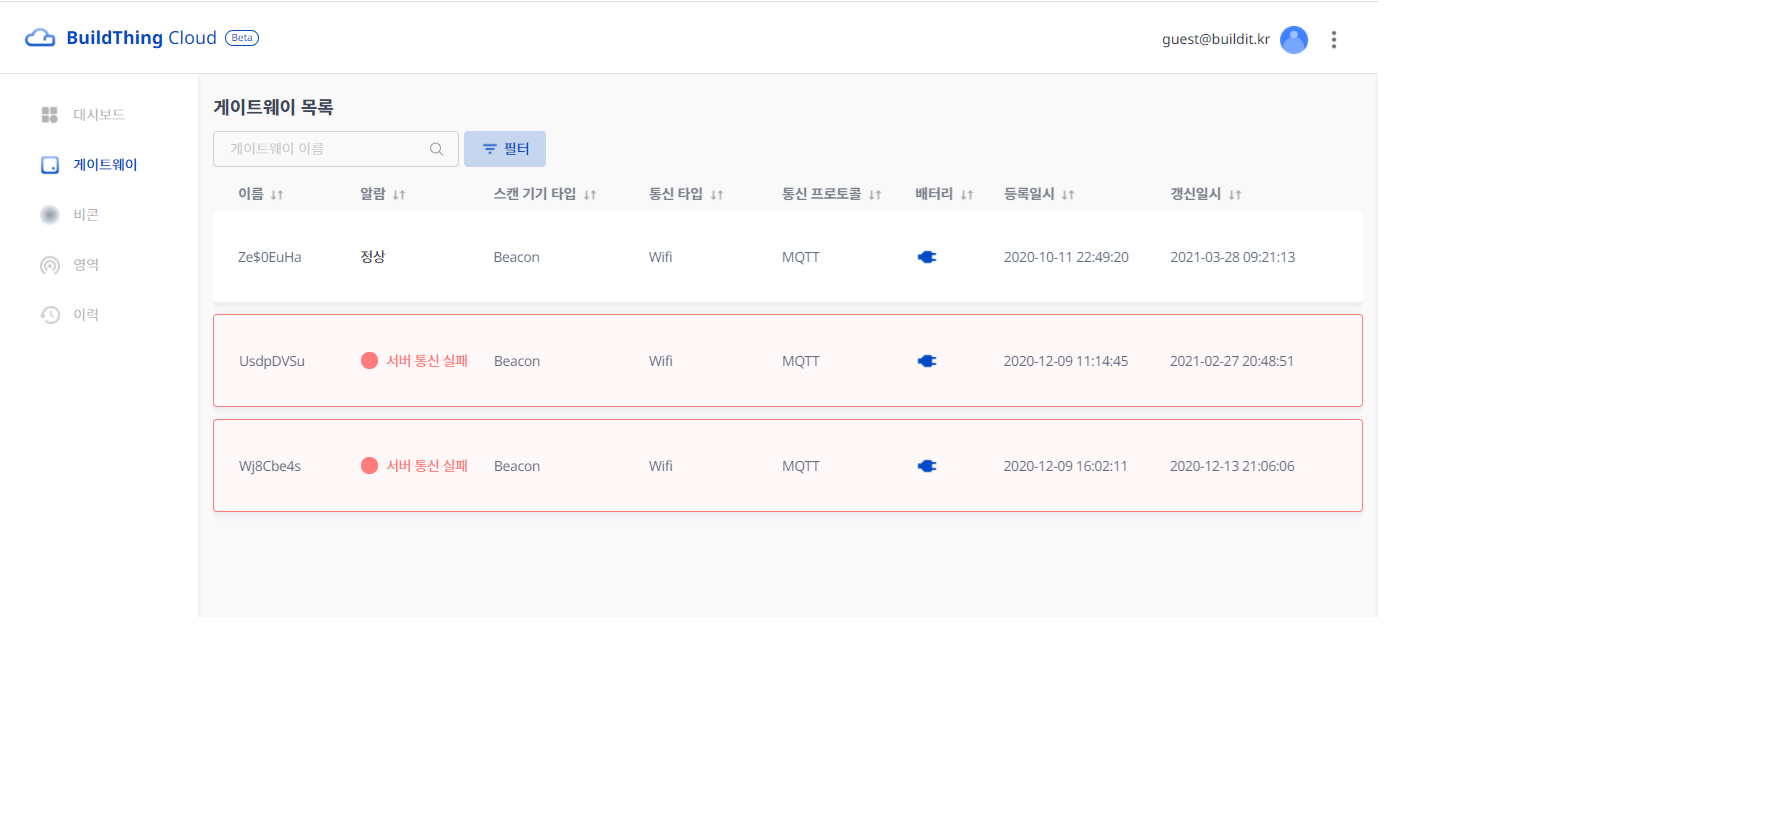 BuildThing Cloud Beta
guest@buildit.kr
대시보드
게이트웨이
비콘
영역
이력
게이트웨이 목록
게이트웨이 이름 필터
이름 알람 스캔 기기 타입 통신 타입 통신 프로토콜 배터리 등록일시 갱신일시
Ze$0EuHa 정상 Beacon Wifi MQTT 2020-10-11 22:49:20 2021-03-28 09:21:13
UsdpDVSu 서버 통신 실패 Beacon Wifi MQTT 2020-12-09 11:14:45 2021-02-27 20:48:51
Wj8Cbe4s 서버 통신 실패 Beacon Wifi MQTT 2020-12-09 16:02:11 2020-12-13 21:06:06